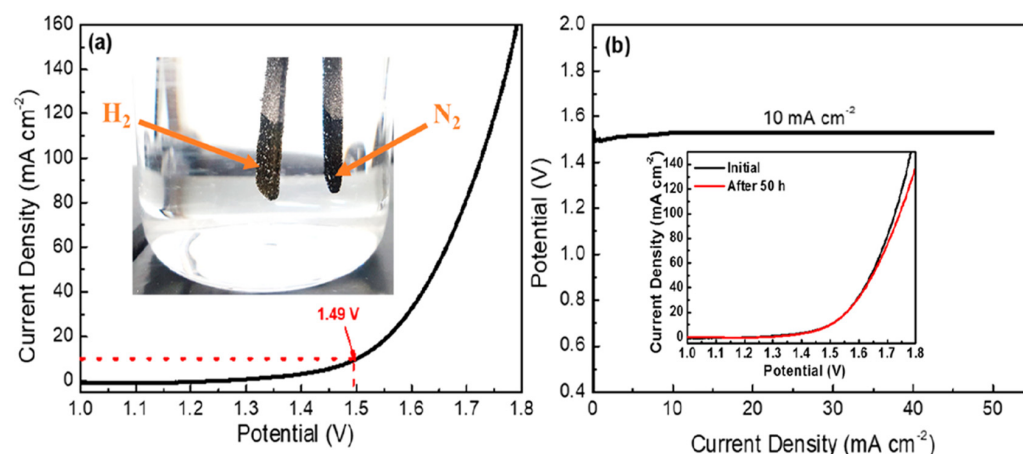 (a)
160
140
120
100
80
60
40
20
0
Current Density (mA cm-2)
H2
N2
1.49 V
1.0 1.1 1.2 1.3 1.4 1.5 1.6 1.7 1.8
Potential (V)
(b)
2.0
1.8
1.6
1.4
1.2
1.0
0.8
0.6
0.4
Potential (V)
10 mA cm-2
Initial
After 50 h
140
120
100
80
60
40
20
0
Current Density (mA cm-2)
1.0 1.1 1.2 1.3 1.4 1.5 1.6 1.7 1.8
Potential (V)
0 10 20 30 40 50
Current Density (mA cm-2)